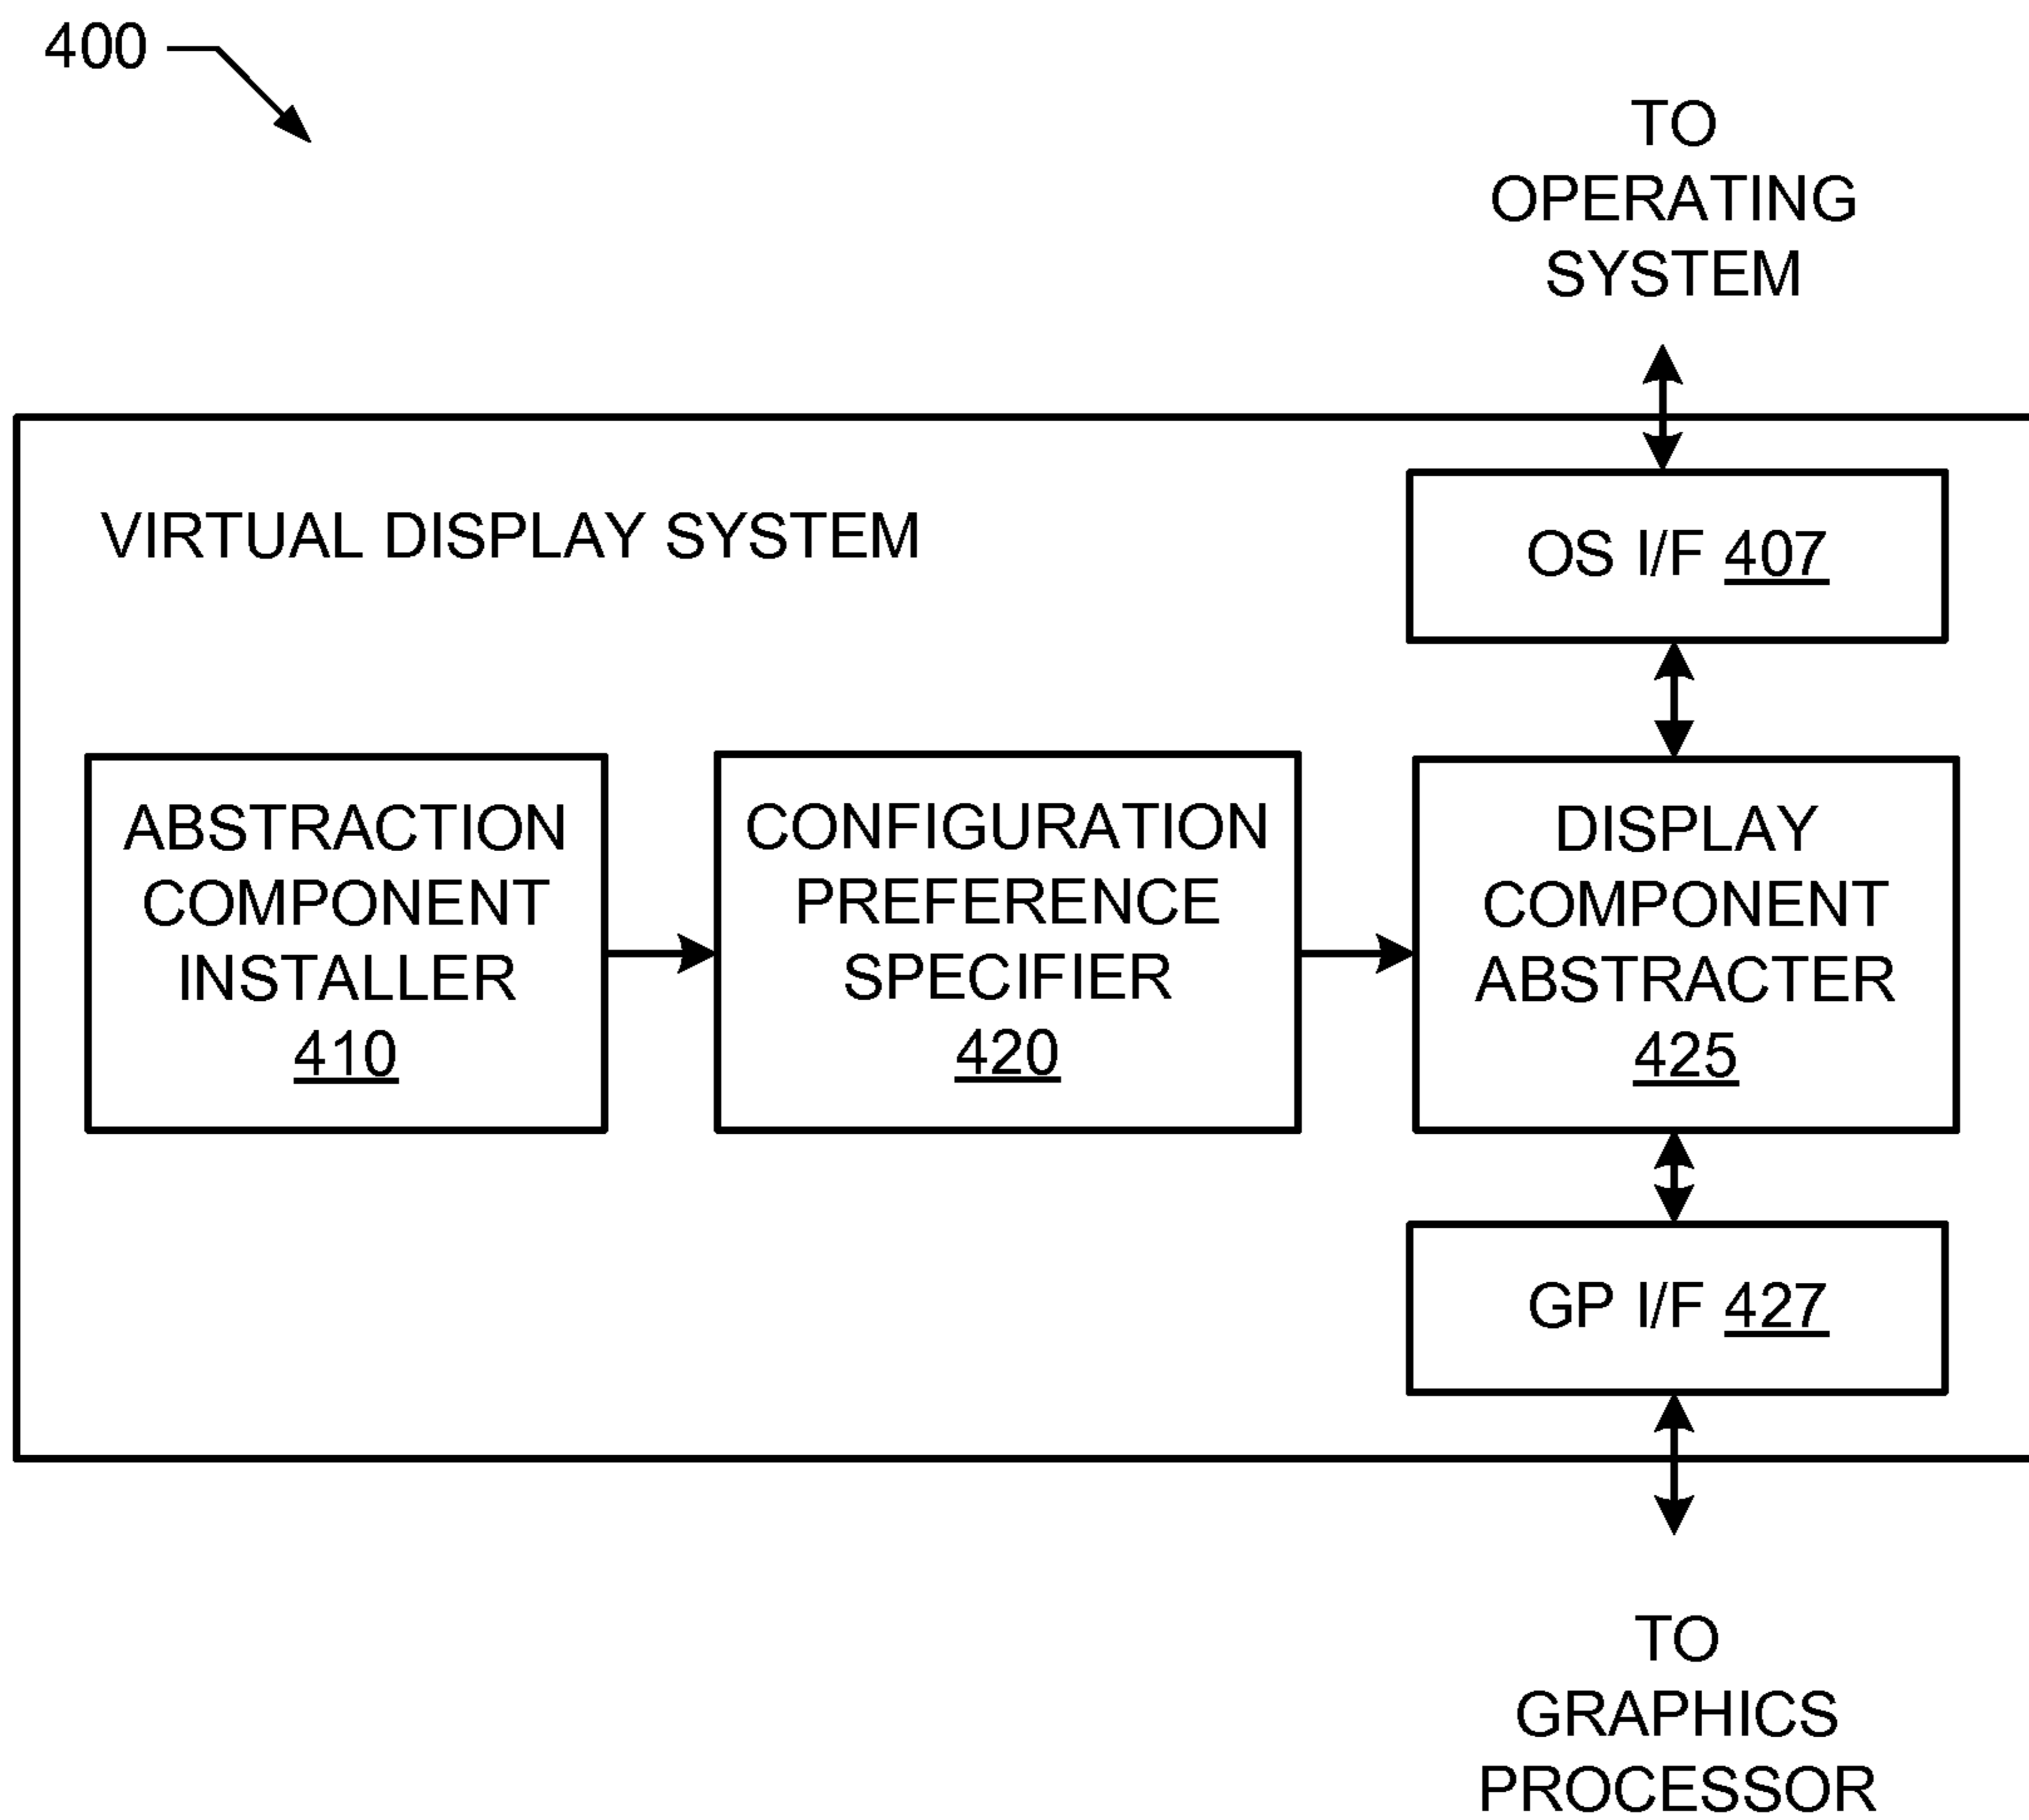 400
TO
OPERATING
SYSTEM
VIRTUAL DISPLAY SYSTEM
OS I/F 407
ABSTRACTION
COMPONENT
INSTALLER
410
CONFIGURATION
PREFERENCE
SPECIFIER
420
DISPLAY
COMPONENT
ABSTRACTER
425
GP I/F 427
TO
GRAPHICS
PROCESSOR